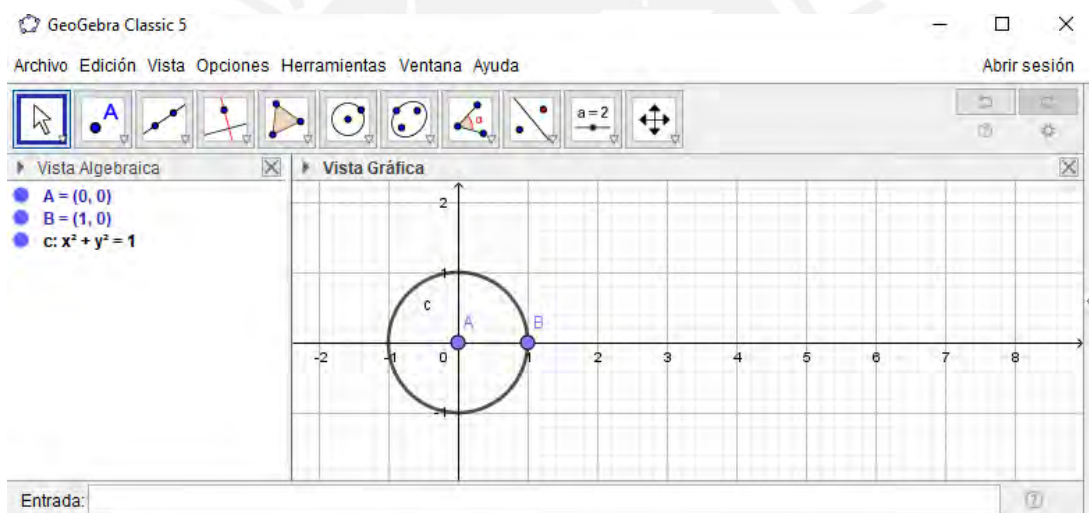 GeoGebra Classic 5
Archivo Edición Vista Opciones Herramientas Ventana Ayuda
Abrir sesión
A
α
a = 2
Vista Algebraica
Vista Gráfica
A = (0, 0)
B = (1, 0)
c: x² + y² = 1
2
1
c
A
B
-2 -1 0 1 2 3 4 5 6 7 8
-1
Entrada: